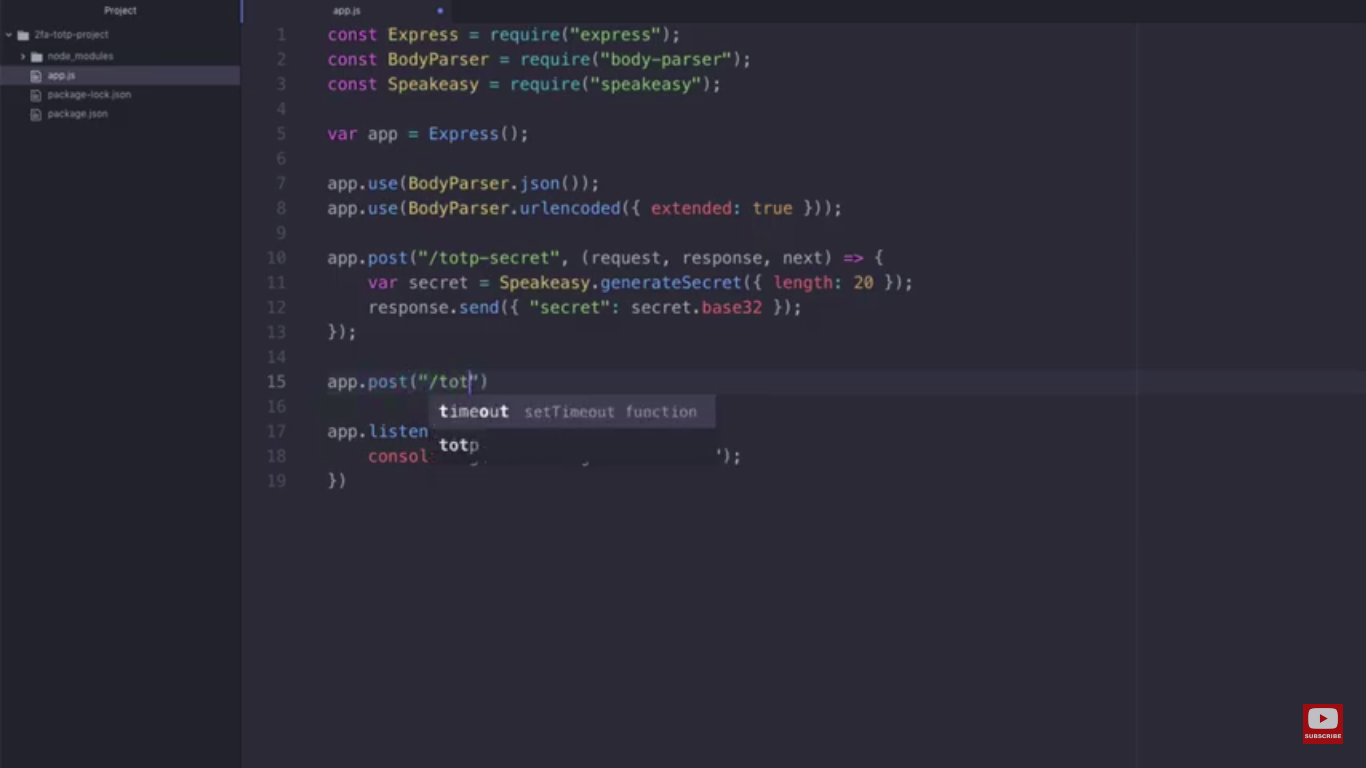 Project
2fa-totp-project
node_modules
app.js
package-lock.json
package.json
app.js
1 const Express = require("express");
2 const BodyParser = require("body-parser");
3 const Speakeasy = require("speakeasy");
4
5 var app = Express();
6
7 app.use(BodyParser.json());
8 app.use(BodyParser.urlencoded({ extended: true }));
9
10 app.post("/totp-secret", (request, response, next) => {
11 var secret = Speakeasy.generateSecret({ length: 20 });
12 response.send({ "secret": secret.base32 });
13 });
14
15 app.post("/tot")
16
timeout setTimeout function
17 app.listen
totp
18 consol ');
19 })
SUBSCRIBE